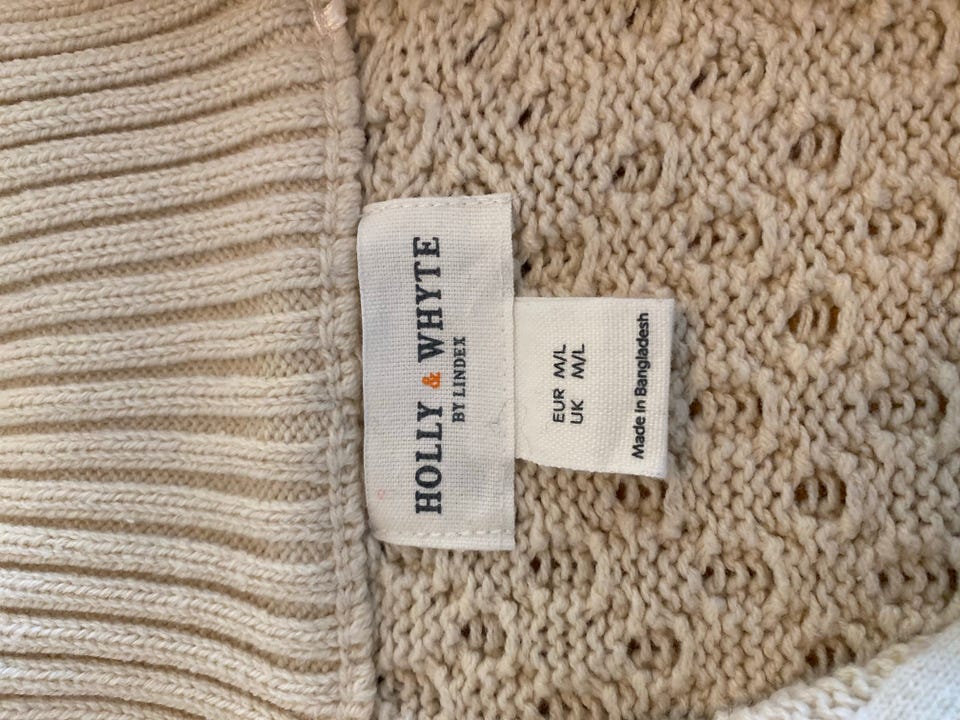 HOLLY & WHYTE
BY LINDEX
EUR M/L
UK M/L
Made in Bangladesh